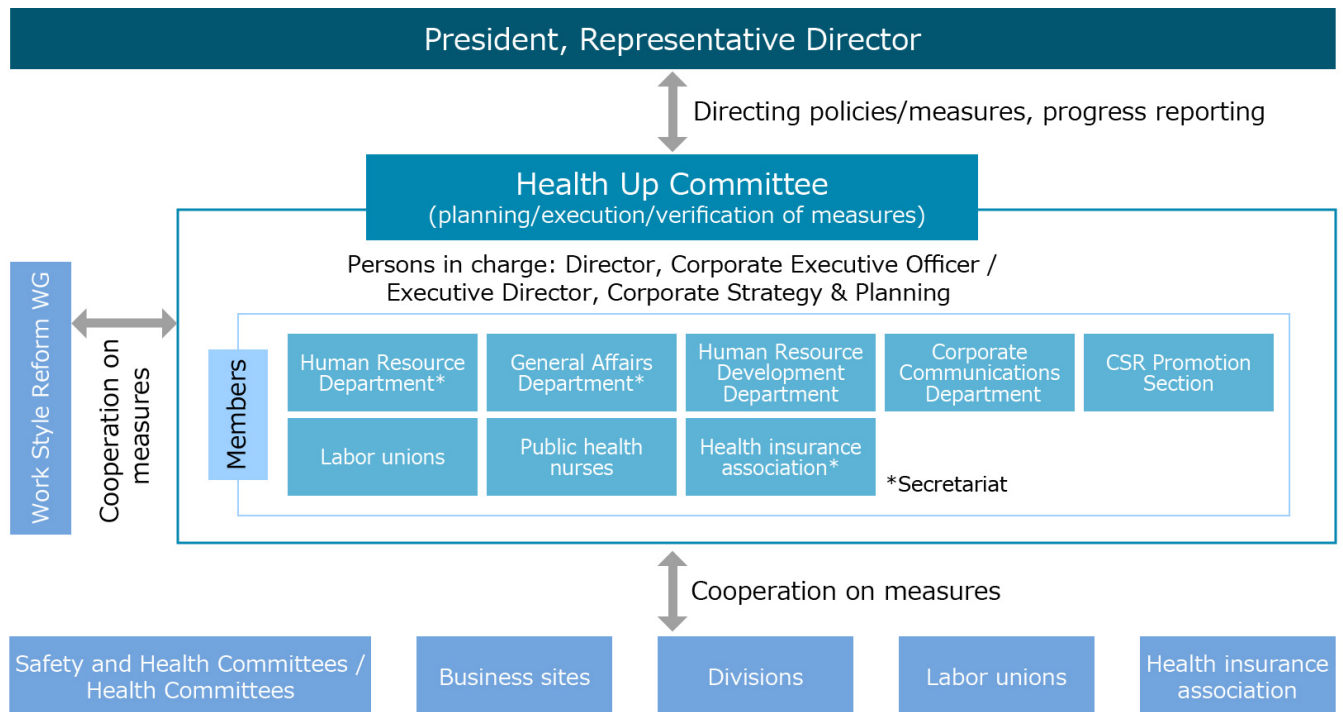 President, Representative Director
Directing policies/measures, progress reporting
Health Up Committee
(planning/execution/verification of measures)
Persons in charge: Director, Corporate Executive Officer /
Executive Director, Corporate Strategy & Planning
Work Style Reform WG
Cooperation on
measures
Members
Human Resource
Department*
General Affairs
Department*
Human Resource
Development
Department
Corporate
Communications
Department
CSR Promotion
Section
Labor unions
Public health
nurses
Health insurance
association*
*Secretariat
Cooperation on measures
Safety and Health Committees /
Health Committees
Business sites
Divisions
Labor unions
Health insurance
association